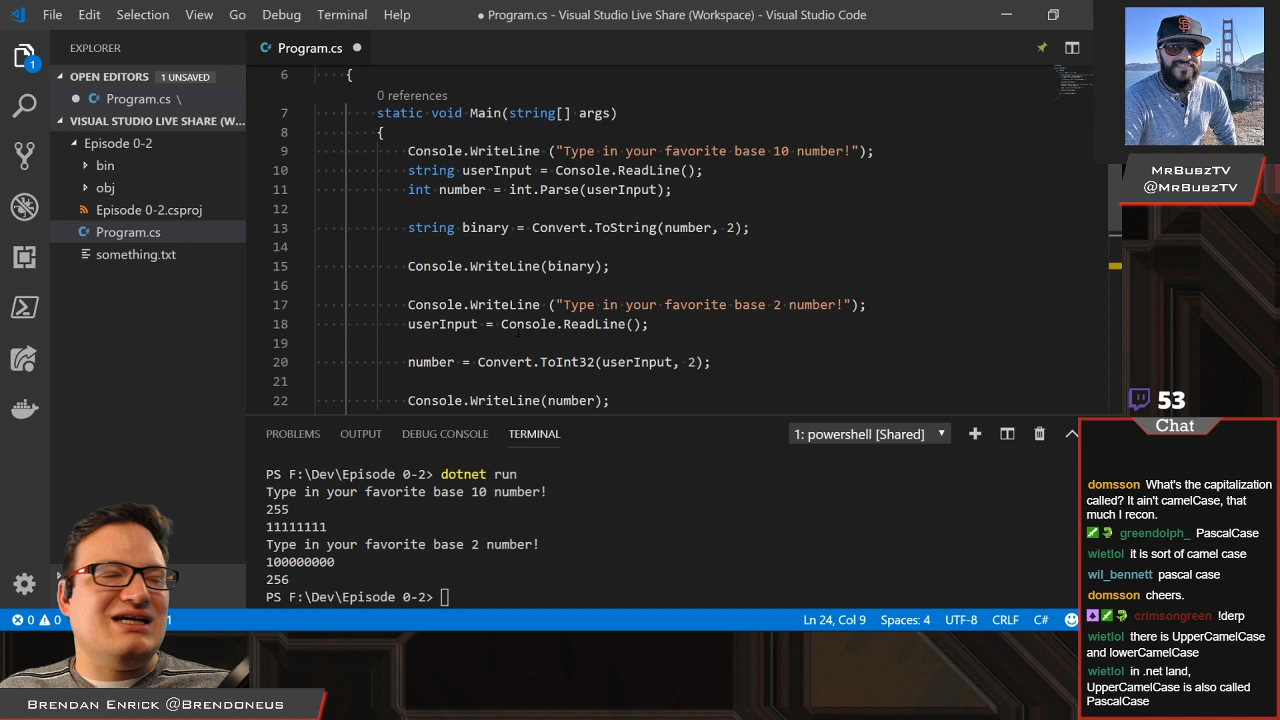 File Edit Selection View Go Debug Terminal Help
● Program.cs - Visual Studio Live Share (Workspace) - Visual Studio Code
EXPLORER
OPEN EDITORS 1 UNSAVED
Program.cs \
VISUAL STUDIO LIVE SHARE (W...
Episode 0-2
bin
obj
Episode 0-2.csproj
Program.cs
something.txt
1
Program.cs
6 {
0 references
7 static void Main(string[] args)
8 {
9 Console.WriteLine ("Type in your favorite base 10 number!");
10 string userInput = Console.ReadLine();
11 int number = int.Parse(userInput);
12
13 string binary = Convert.ToString(number, 2);
14
15 Console.WriteLine(binary);
16
17 Console.WriteLine ("Type in your favorite base 2 number!");
18 userInput = Console.ReadLine();
19
20 number = Convert.ToInt32(userInput, 2);
21
22 Console.WriteLine(number);
PROBLEMS OUTPUT DEBUG CONSOLE TERMINAL
1: powershell [Shared]
PS F:\Dev\Episode 0-2> dotnet run
Type in your favorite base 10 number!
255
11111111
Type in your favorite base 2 number!
100000000
256
PS F:\Dev\Episode 0-2>
0 0 1
Ln 24, Col 9 Spaces: 4 UTF-8 CRLF C#
MrBubzTV
@MrBubzTV
53
Chat
domsson What's the capitalization
called? It ain't camelCase, that
much I recon.
greendolph_ PascalCase
wietlol it is sort of camel case
wil_bennett pascal case
domsson cheers.
crimsongreen !derp
wietlol there is UpperCamelCase
and lowerCamelCase
wietlol in .net land,
UpperCamelCase is also called
PascalCase
Brendan Enrick @Brendoneus